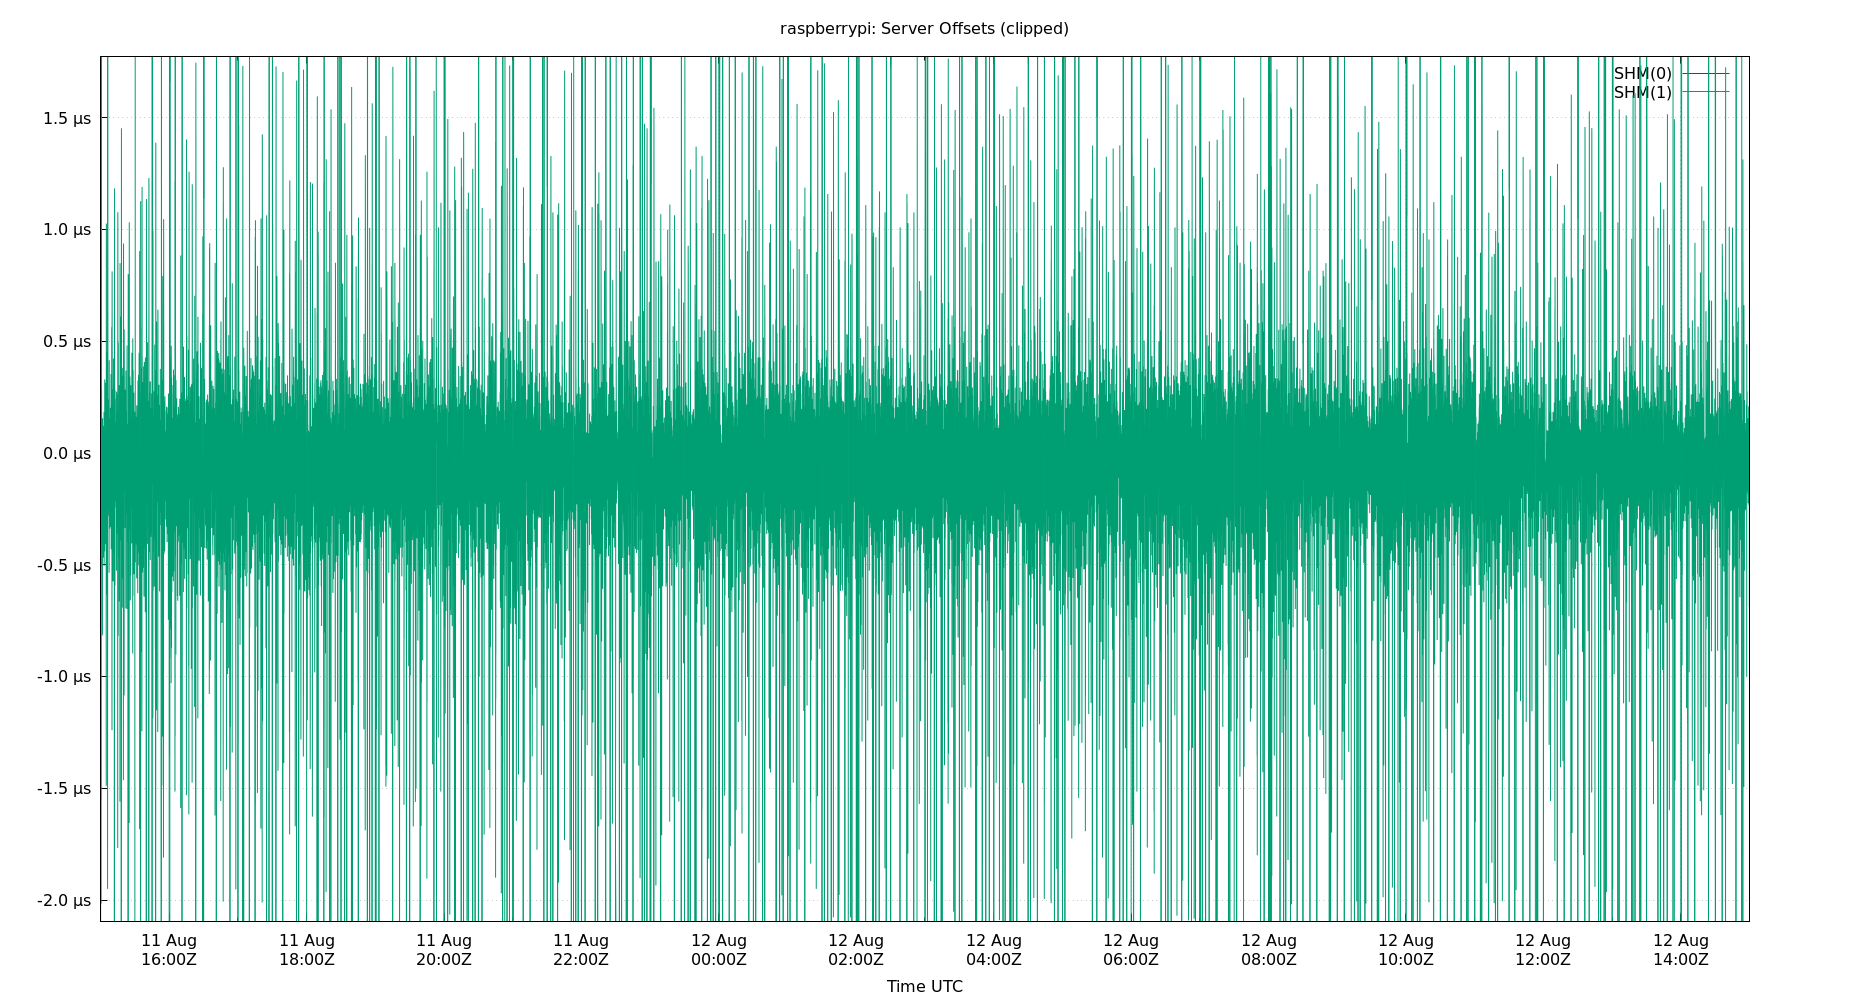 raspberrypi: Server Offsets (clipped)
SHM(0)
SHM(1)
1.5 µs
1.0 µs
0.5 µs
0.0 µs
-0.5 µs
-1.0 µs
-1.5 µs
-2.0 µs
11 Aug 11 Aug 11 Aug 11 Aug 12 Aug 12 Aug 12 Aug 12 Aug 12 Aug 12 Aug 12 Aug 12 Aug
16:00Z 18:00Z 20:00Z 22:00Z 00:00Z 02:00Z 04:00Z 06:00Z 08:00Z 10:00Z 12:00Z 14:00Z
Time UTC